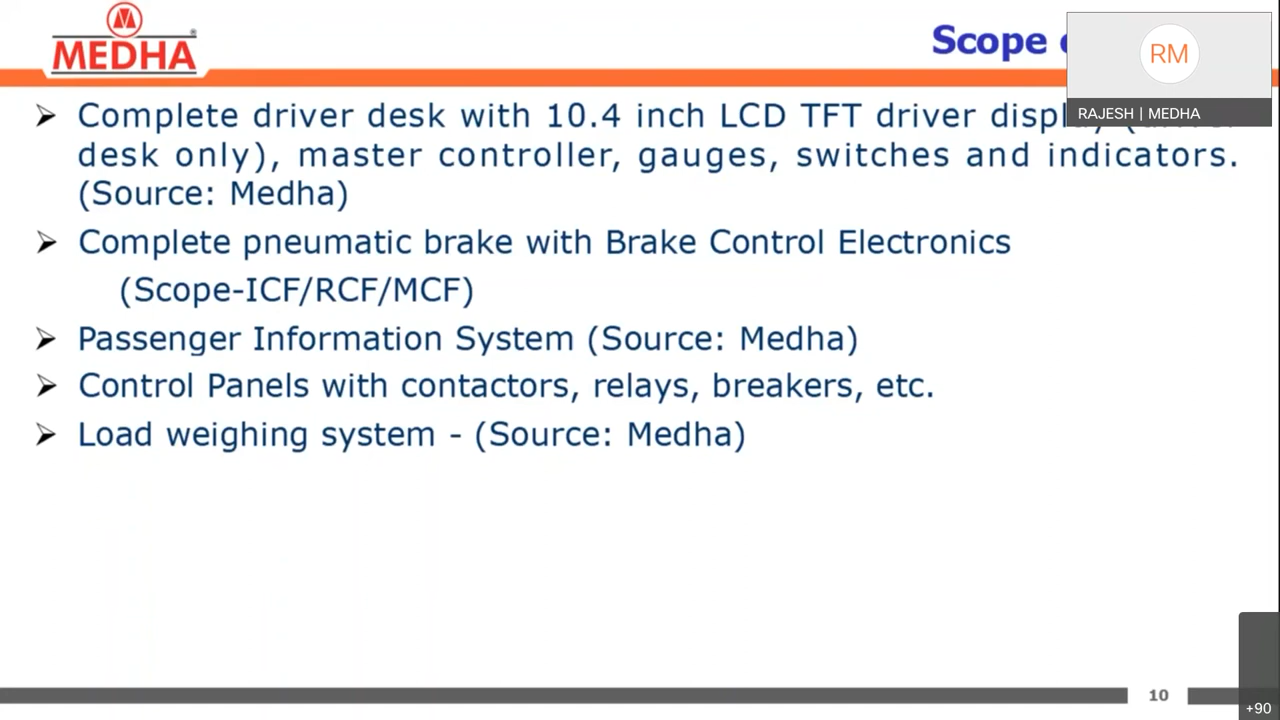 MEDHA
®
Scope
RM
RAJESH | MEDHA
➢ Complete driver desk with 10.4 inch LCD TFT driver
desk only), master controller, gauges, switches and indicators.
(Source: Medha)
➢ Complete pneumatic brake with Brake Control Electronics
(Scope-ICF/RCF/MCF)
➢ Passenger Information System (Source: Medha)
➢ Control Panels with contactors, relays, breakers, etc.
➢ Load weighing system - (Source: Medha)
10
+90